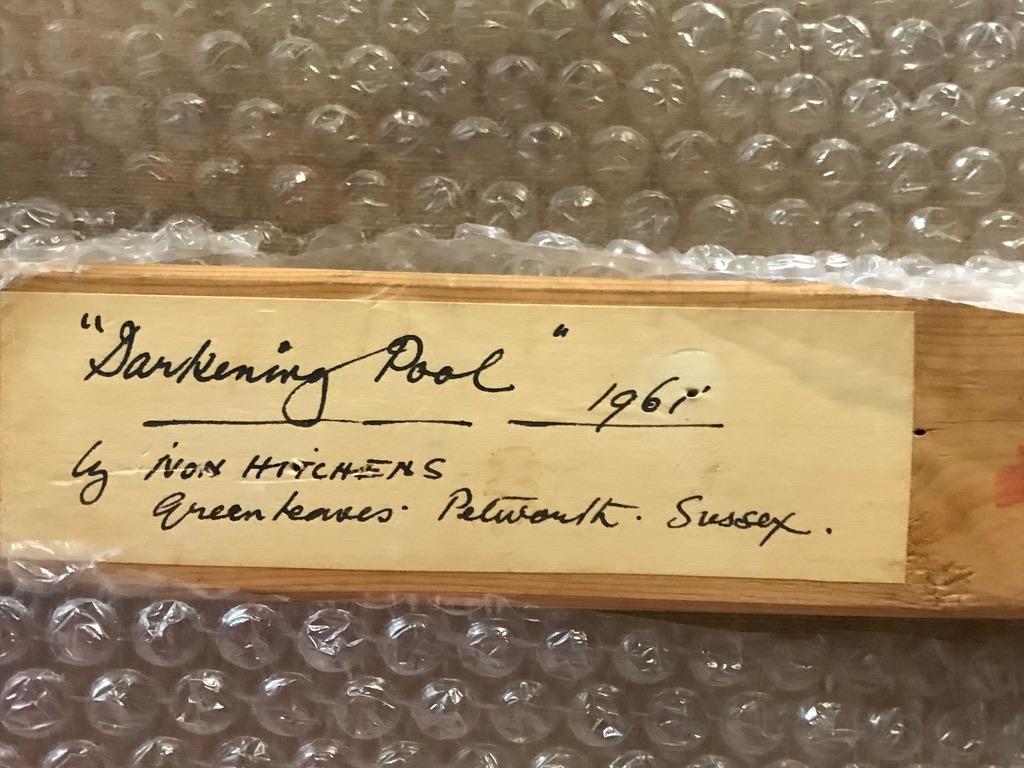 "Darkening Pool" 1961
by IVON HITCHENS
Greenleaves. Petworth. Sussex.